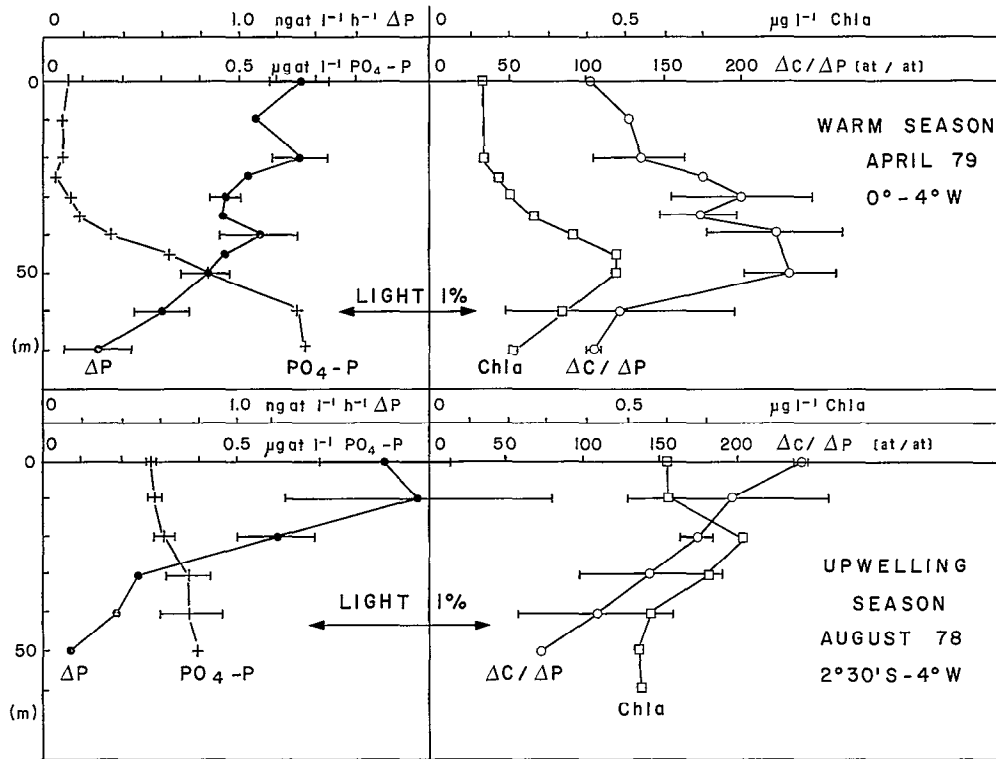 0 1.0 ngat l⁻¹ h⁻¹ ΔP 0 0.5 µg l⁻¹ Chla
0.5 µgat l⁻¹ PO₄-P 0 50 100 150 200 ΔC/ΔP [at/at]
0
WARM SEASON
APRIL 79
0°-4°W
50
LIGHT 1%
(m)
ΔP PO₄-P Chla ΔC/ΔP
0 1.0 ngat l⁻¹ h⁻¹ ΔP 0 0.5 µg l⁻¹ Chla
0.5 µgat l⁻¹ PO₄-P 0 50 100 150 200 ΔC/ΔP [at/at]
0
UPWELLING
SEASON
AUGUST 78
2°30'S-4°W
LIGHT 1%
50
ΔP PO₄-P ΔC/ΔP
(m)
Chla